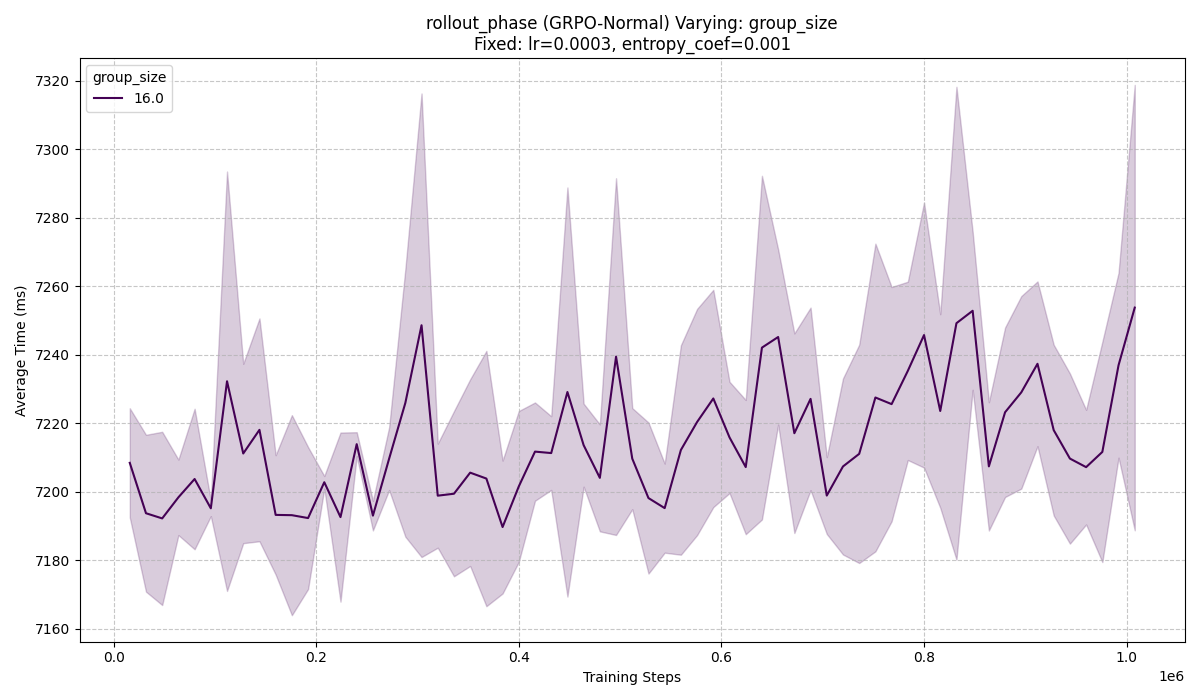 rollout_phase (GRPO-Normal) Varying: group_size
Fixed: lr=0.0003, entropy_coef=0.001
group_size
16.0
7320
7300
7280
7260
7240
7220
7200
7180
7160
Average Time (ms)
0.0 0.2 0.4 0.6 0.8 1.0
1e6
Training Steps